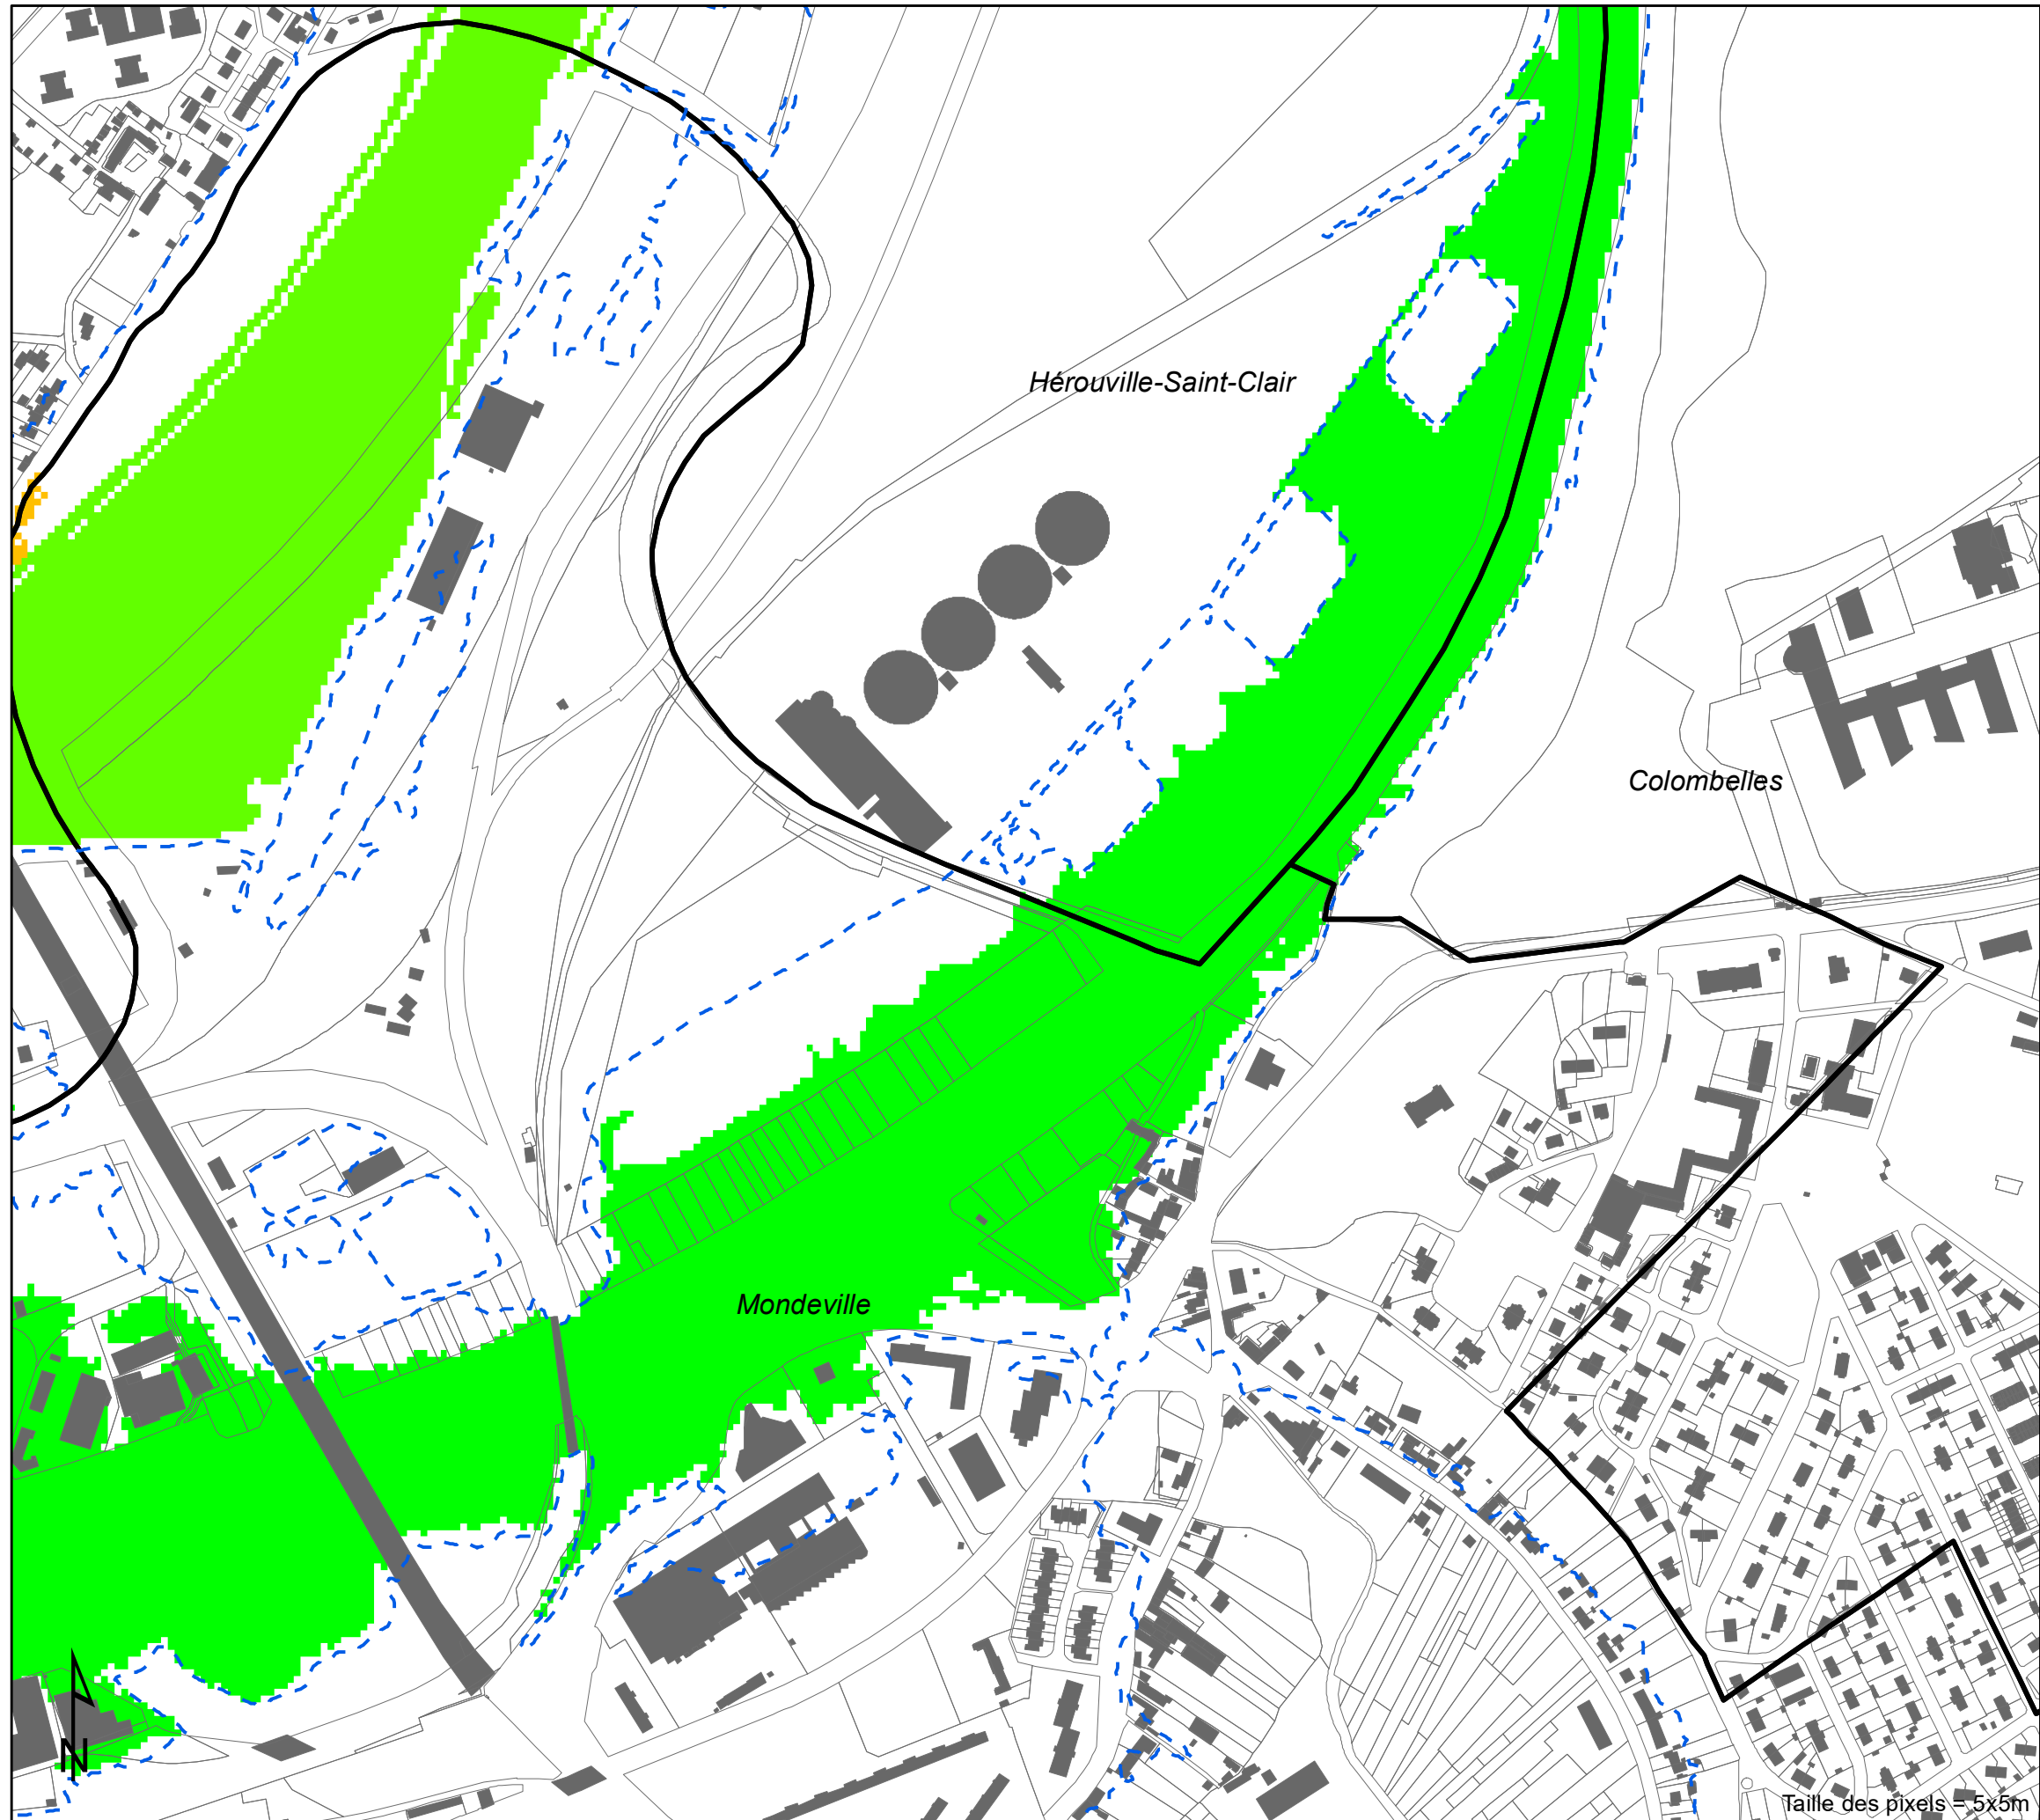 Hérouville-Saint-Clair
Colombelles
Mondeville
N
Taille des pixels = 5x5m